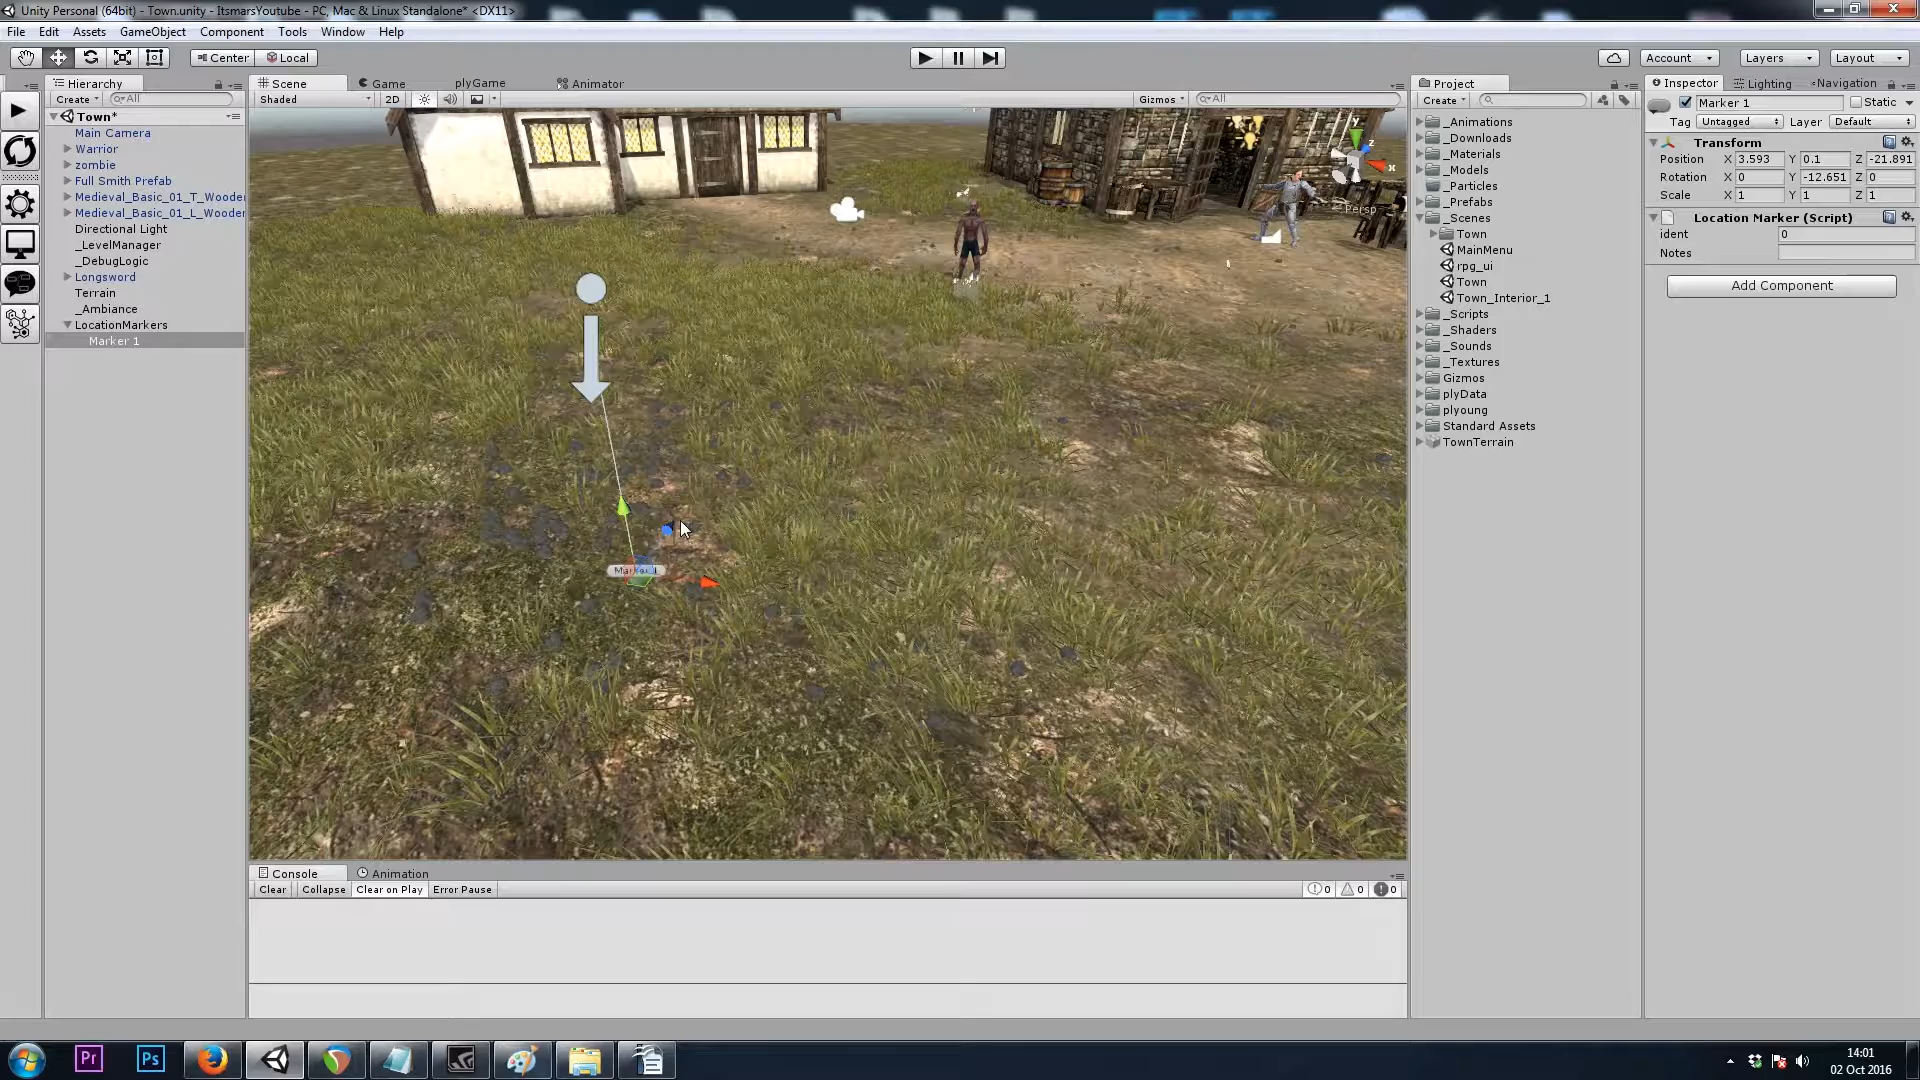 Unity Personal (64bit) - Town.unity - ItsmarsYoutube - PC, Mac & Linux Standalone* <DX11>
File Edit Assets GameObject Component Tools Window Help
Center Local
Account Layers Layout
Hierarchy
Create All
Town*
Main Camera
Warrior
zombie
Full Smith Prefab
Medieval_Basic_01_T_Wooder
Medieval_Basic_01_L_Wooder
Directional Light
_LevelManager
_DebugLogic
Longsword
Terrain
_Ambiance
LocationMarkers
Marker 1
Scene Game plyGame Animator
Shaded 2D Gizmos All
y
z
x
Persp
Console Animation
Clear Collapse Clear on Play Error Pause 0 0 0
Project
Create
_Animations
_Downloads
_Materials
_Models
_Particles
_Prefabs
_Scenes
Town
MainMenu
rpg_ui
Town
Town_Interior_1
_Scripts
_Shaders
_Sounds
_Textures
Gizmos
plyData
plyoung
Standard Assets
TownTerrain
Inspector Lighting Navigation
Marker 1 Static
Tag Untagged Layer Default
Transform
Position X 3.593 Y 0.1 Z -21.891
Rotation X 0 Y -12.651 Z 0
Scale X 1 Y 1 Z 1
Location Marker (Script)
ident 0
Notes
Add Component
Pr Ps
14:01
02 Oct 2016